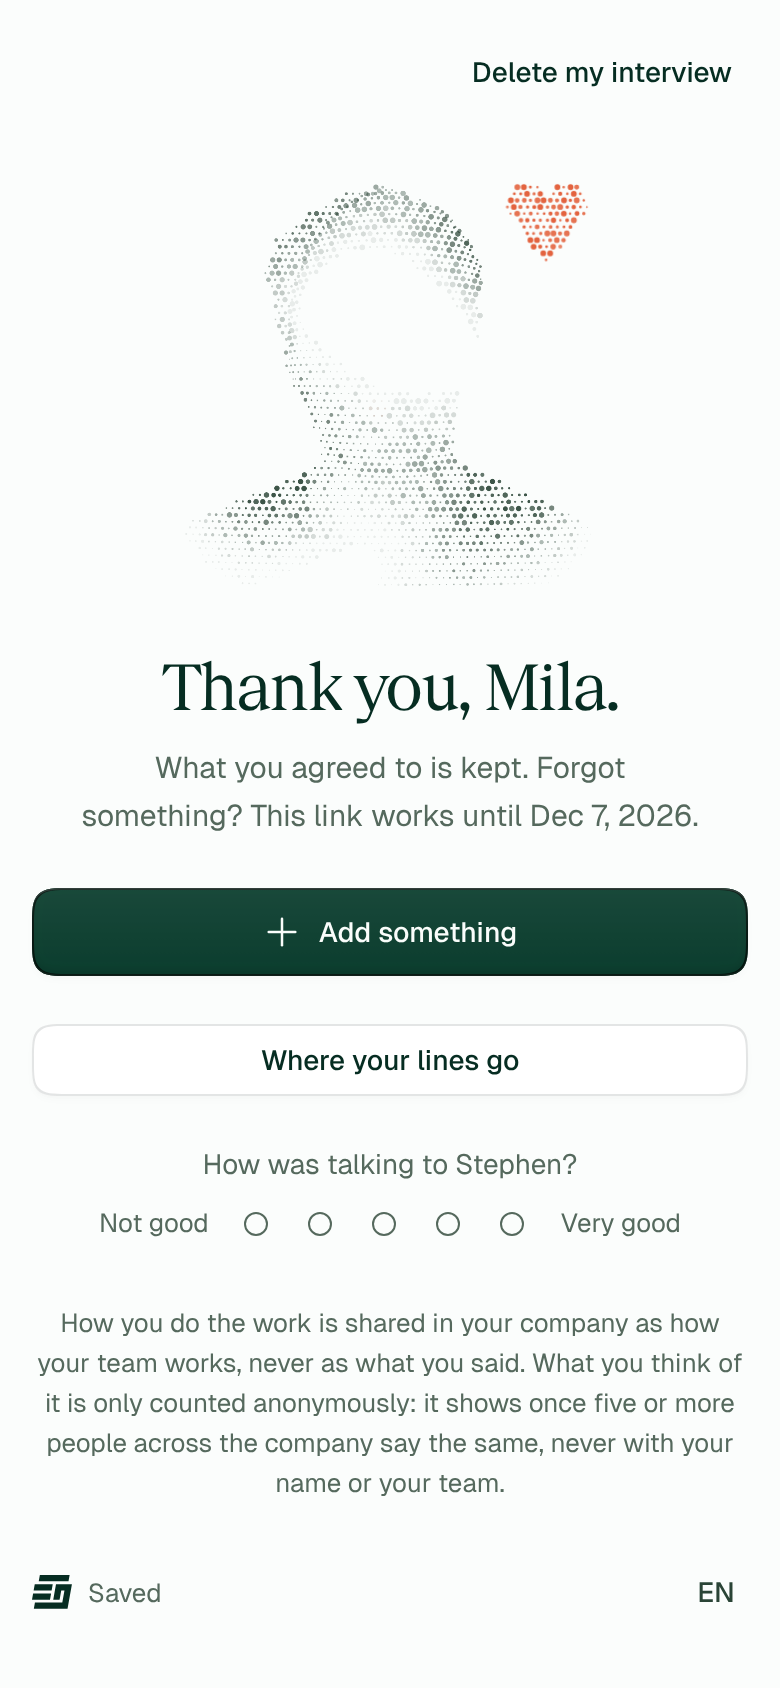 Delete my interview
Thank you, Mila.
What you agreed to is kept. Forgot
something? This link works until Dec 7, 2026.
Add something
Where your lines go
How was talking to Stephen?
Not good Very good
How you do the work is shared in your company as how
your team works, never as what you said. What you think of
it is only counted anonymously: it shows once five or more
people across the company say the same, never with your
name or your team.
Saved EN